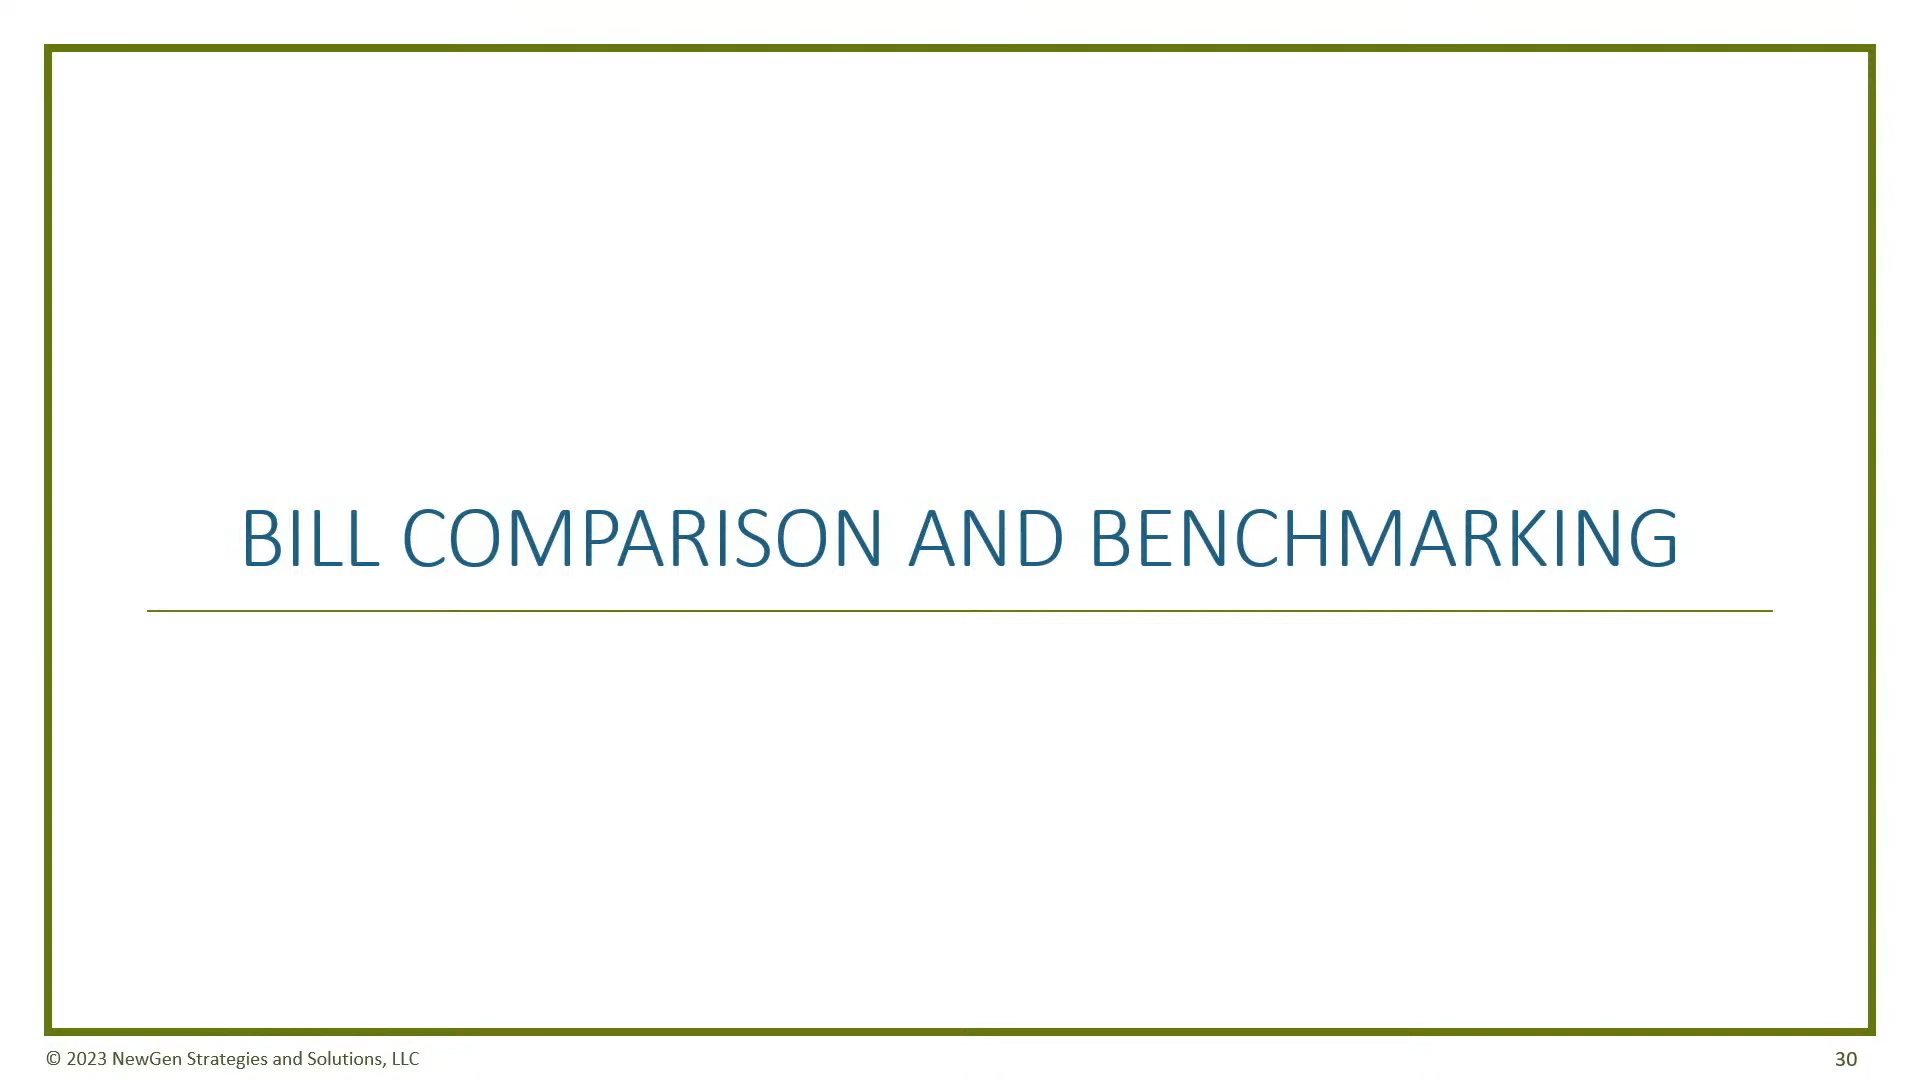 BILL COMPARISON AND BENCHMARKING
© 2023 NewGen Strategies and Solutions, LLC
30